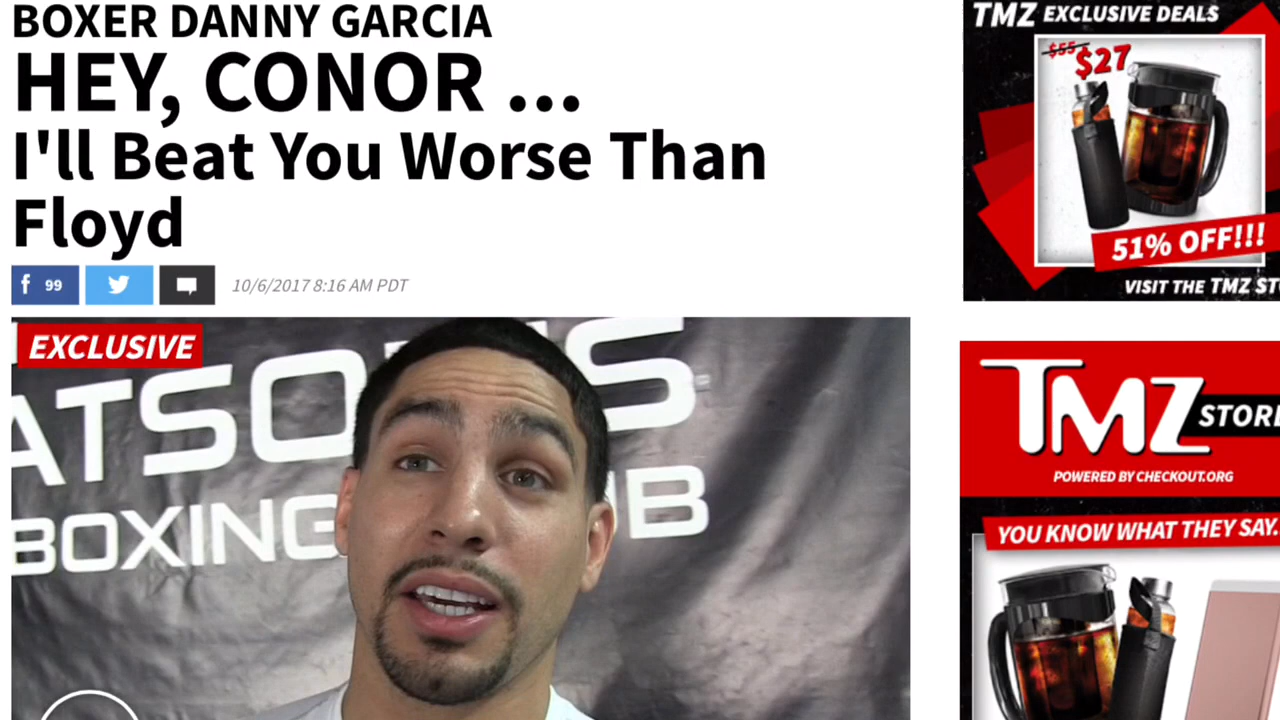 BOXER DANNY GARCIA
HEY, CONOR ...
I'll Beat You Worse Than
Floyd
99
10/6/2017 8:16 AM PDT
EXCLUSIVE
BOXING
TMZ EXCLUSIVE DEALS
$55
$27
51% OFF!!!
VISIT THE TMZ ST
TMZ STORE
POWERED BY CHECKOUT.ORG
YOU KNOW WHAT THEY SAY.